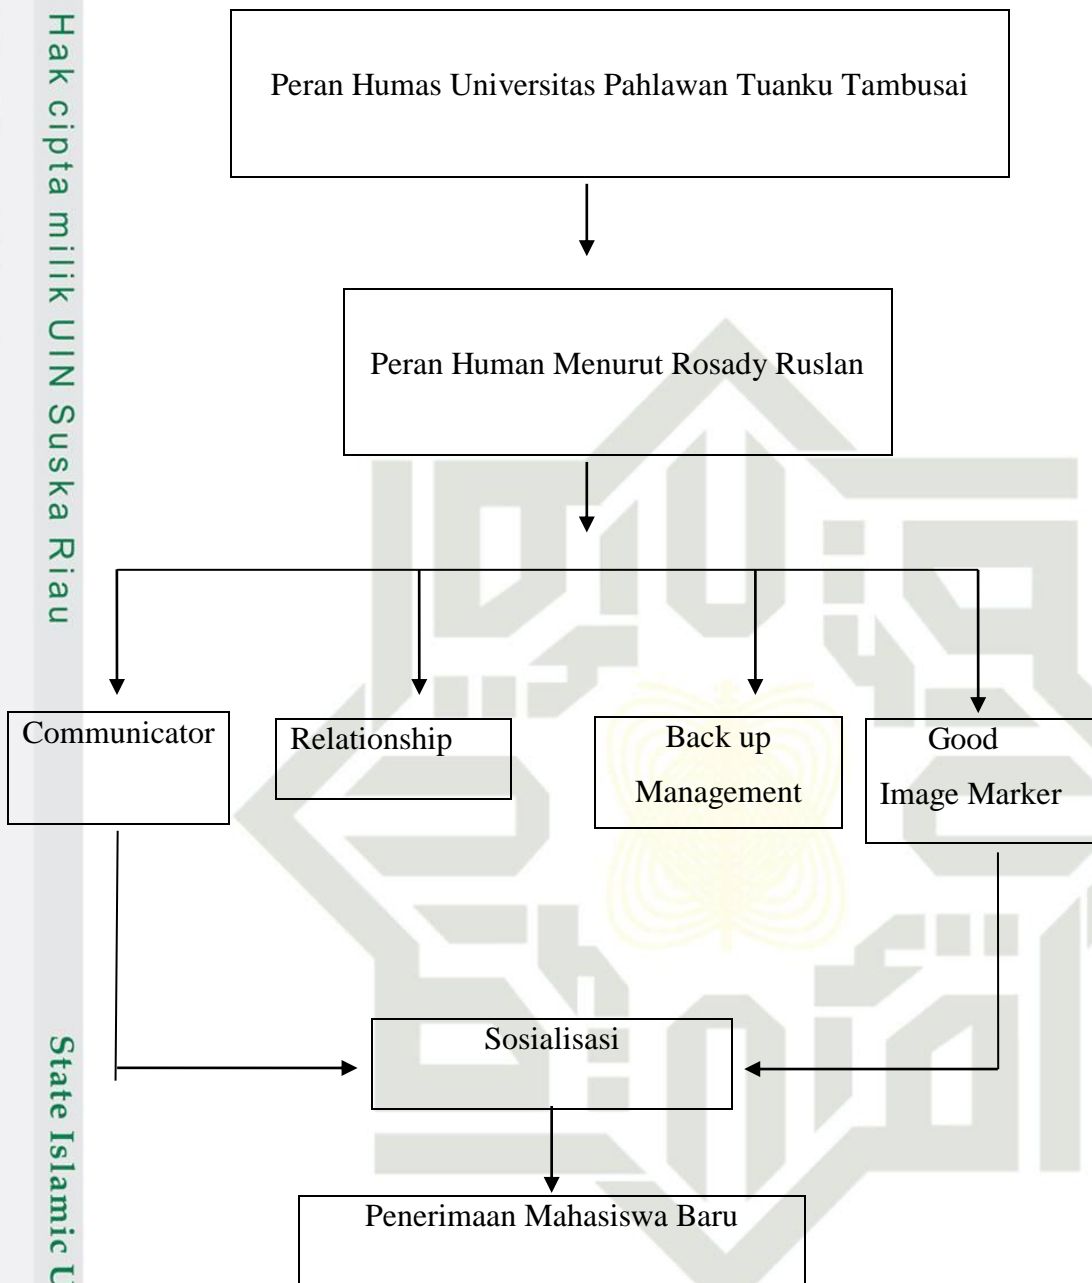 Hak cipta milik UIN Suska Riau
State Islamic U
Peran Humas Universitas Pahlawan Tuanku Tambusai
Peran Human Menurut Rosady Ruslan
Communicator
Relationship
Back up
Management
Good
Image Marker
Sosialisasi
Penerimaan Mahasiswa Baru